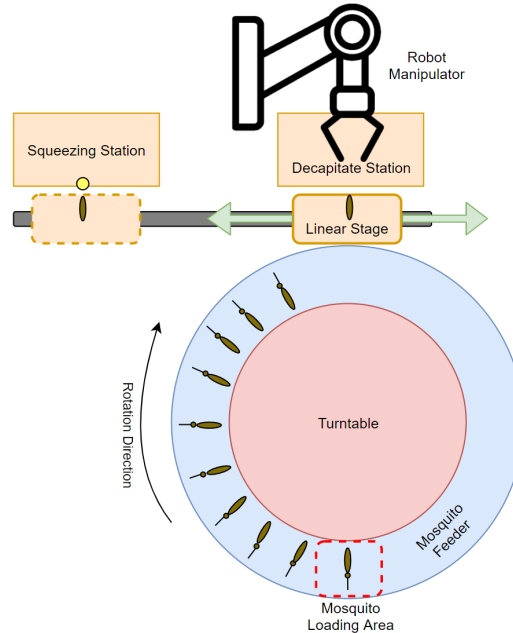 Robot
Manipulator
Squeezing Station
Decapitate Station
Linear Stage
Rotation Direction
Turntable
Mosquito
Feeder
Mosquito
Loading Area